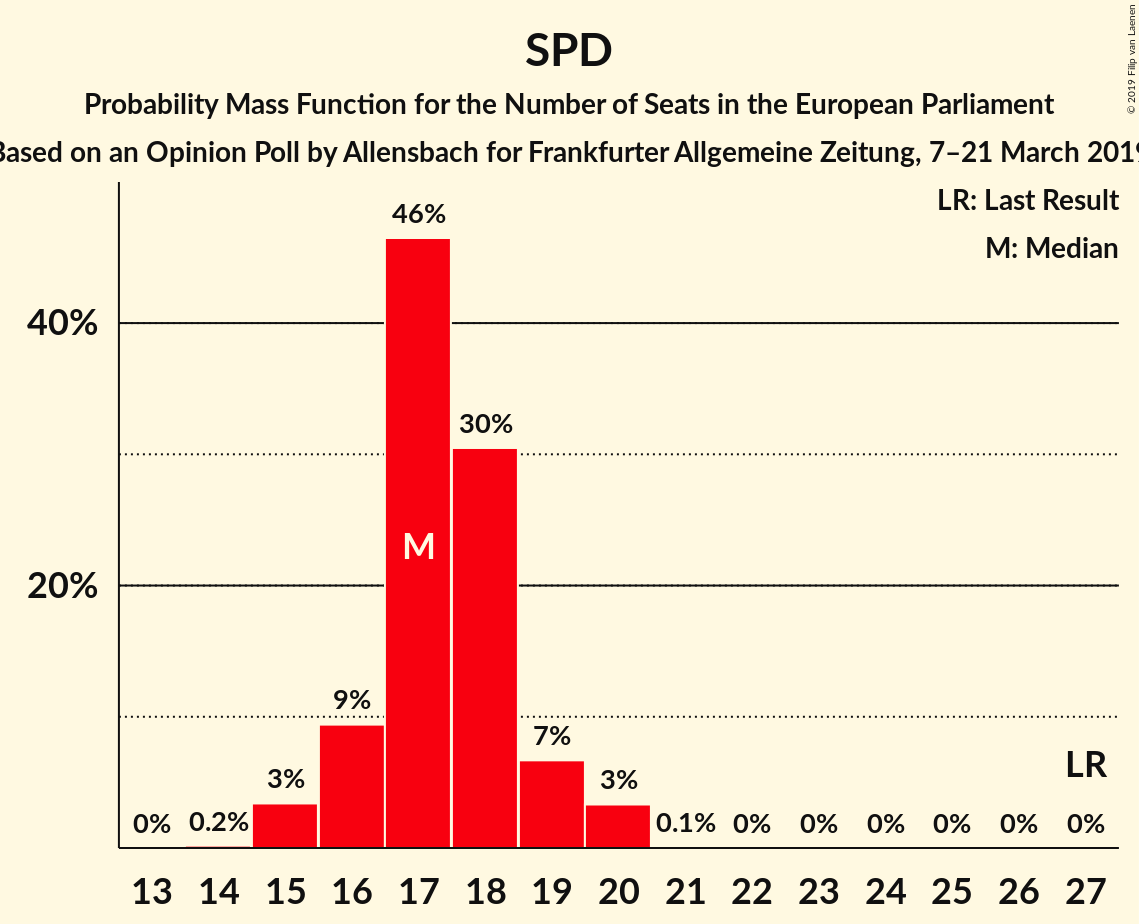 SPD
Probability Mass Function for the Number of Seats in the European Parliament
Based on an Opinion Poll by Allensbach for Frankfurter Allgemeine Zeitung, 7–21 March 2019
© 2019 Filip van Laenen
LR: Last Result
M: Median
40%
20%
0% 0.2% 3% 9% 46% 30% 7% 3% 0.1% 0% 0% 0% 0% 0% 0%
M
LR
13 14 15 16 17 18 19 20 21 22 23 24 25 26 27